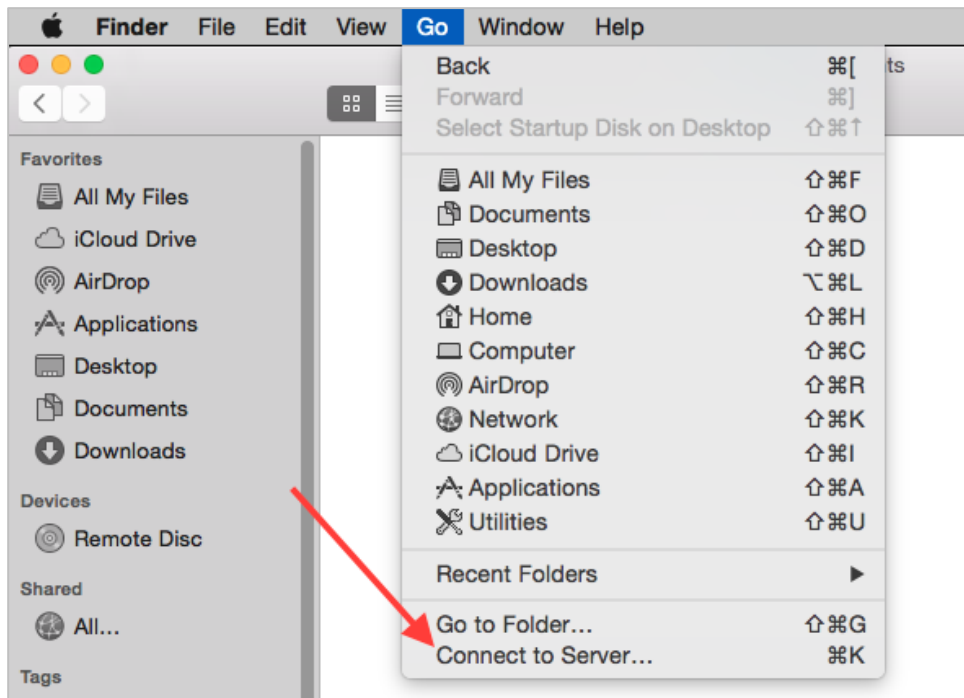 Finder File Edit View Go Window Help
ts
Back ⌘[
Forward ⌘]
Select Startup Disk on Desktop ⇧⌘↑
All My Files ⇧⌘F
Documents ⇧⌘O
Desktop ⇧⌘D
Downloads ⌥⌘L
Home ⇧⌘H
Computer ⇧⌘C
AirDrop ⇧⌘R
Network ⇧⌘K
iCloud Drive ⇧⌘I
Applications ⇧⌘A
Utilities ⇧⌘U
Recent Folders ▶
Go to Folder... ⇧⌘G
Connect to Server... ⌘K
Favorites
All My Files
iCloud Drive
AirDrop
Applications
Desktop
Documents
Downloads
Devices
Remote Disc
Shared
All...
Tags